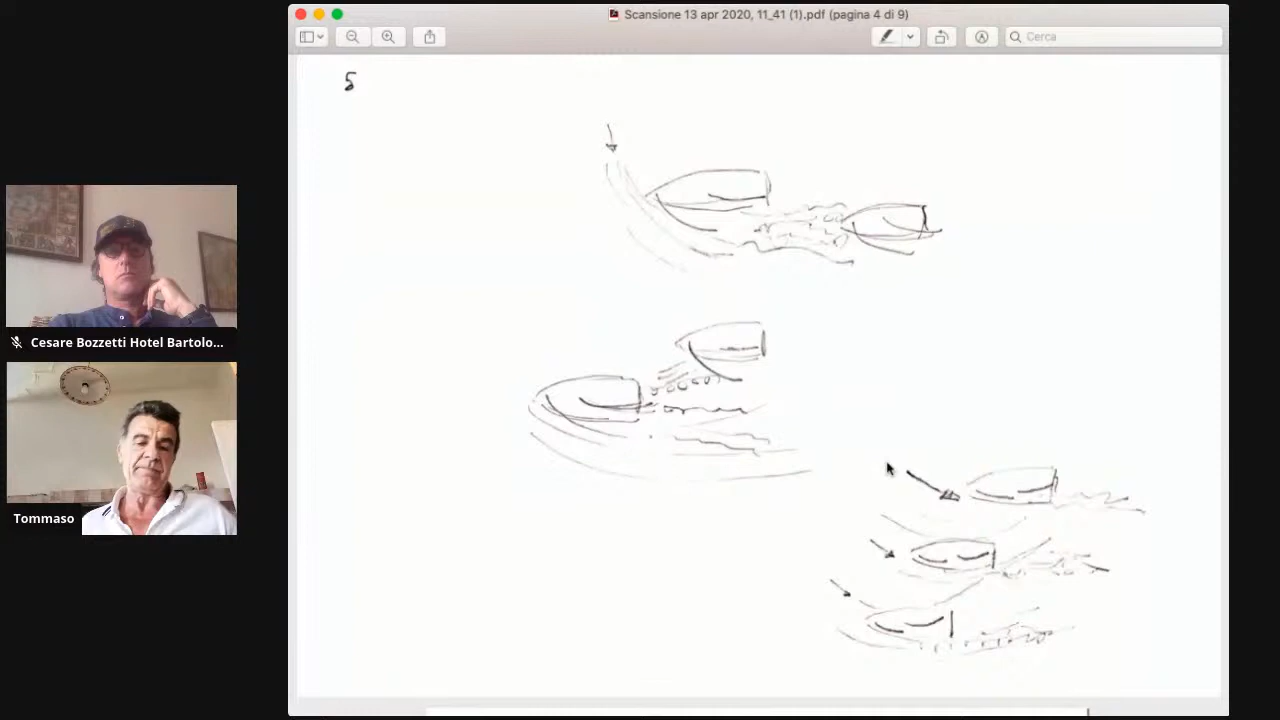 Scansione 13 apr 2020, 11_41 (1).pdf (pagina 4 di 9)
Cerca
5
Cesare Bozzetti Hotel Bartolo...
Tommaso